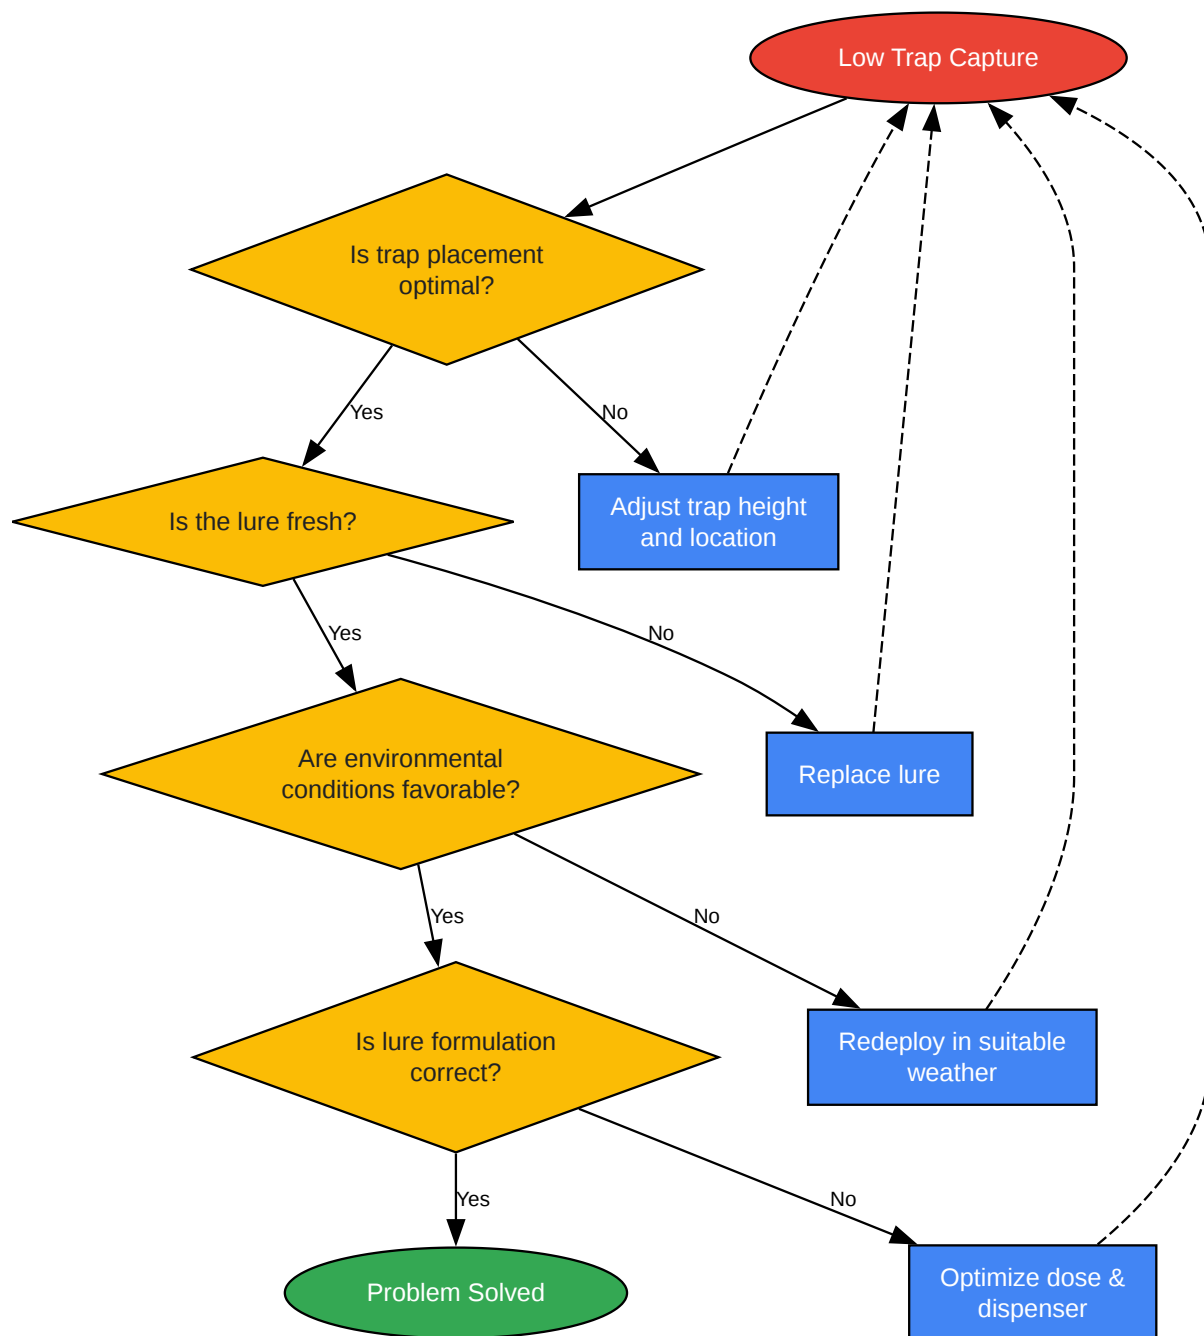 Low Trap Capture
Is trap placement
optimal?
Yes
No
Is the lure fresh?
Adjust trap height
and location
Yes
No
Are environmental
conditions favorable?
Replace lure
Yes
No
Is lure formulation
correct?
Redeploy in suitable
weather
Yes
No
Problem Solved
Optimize dose &
dispenser